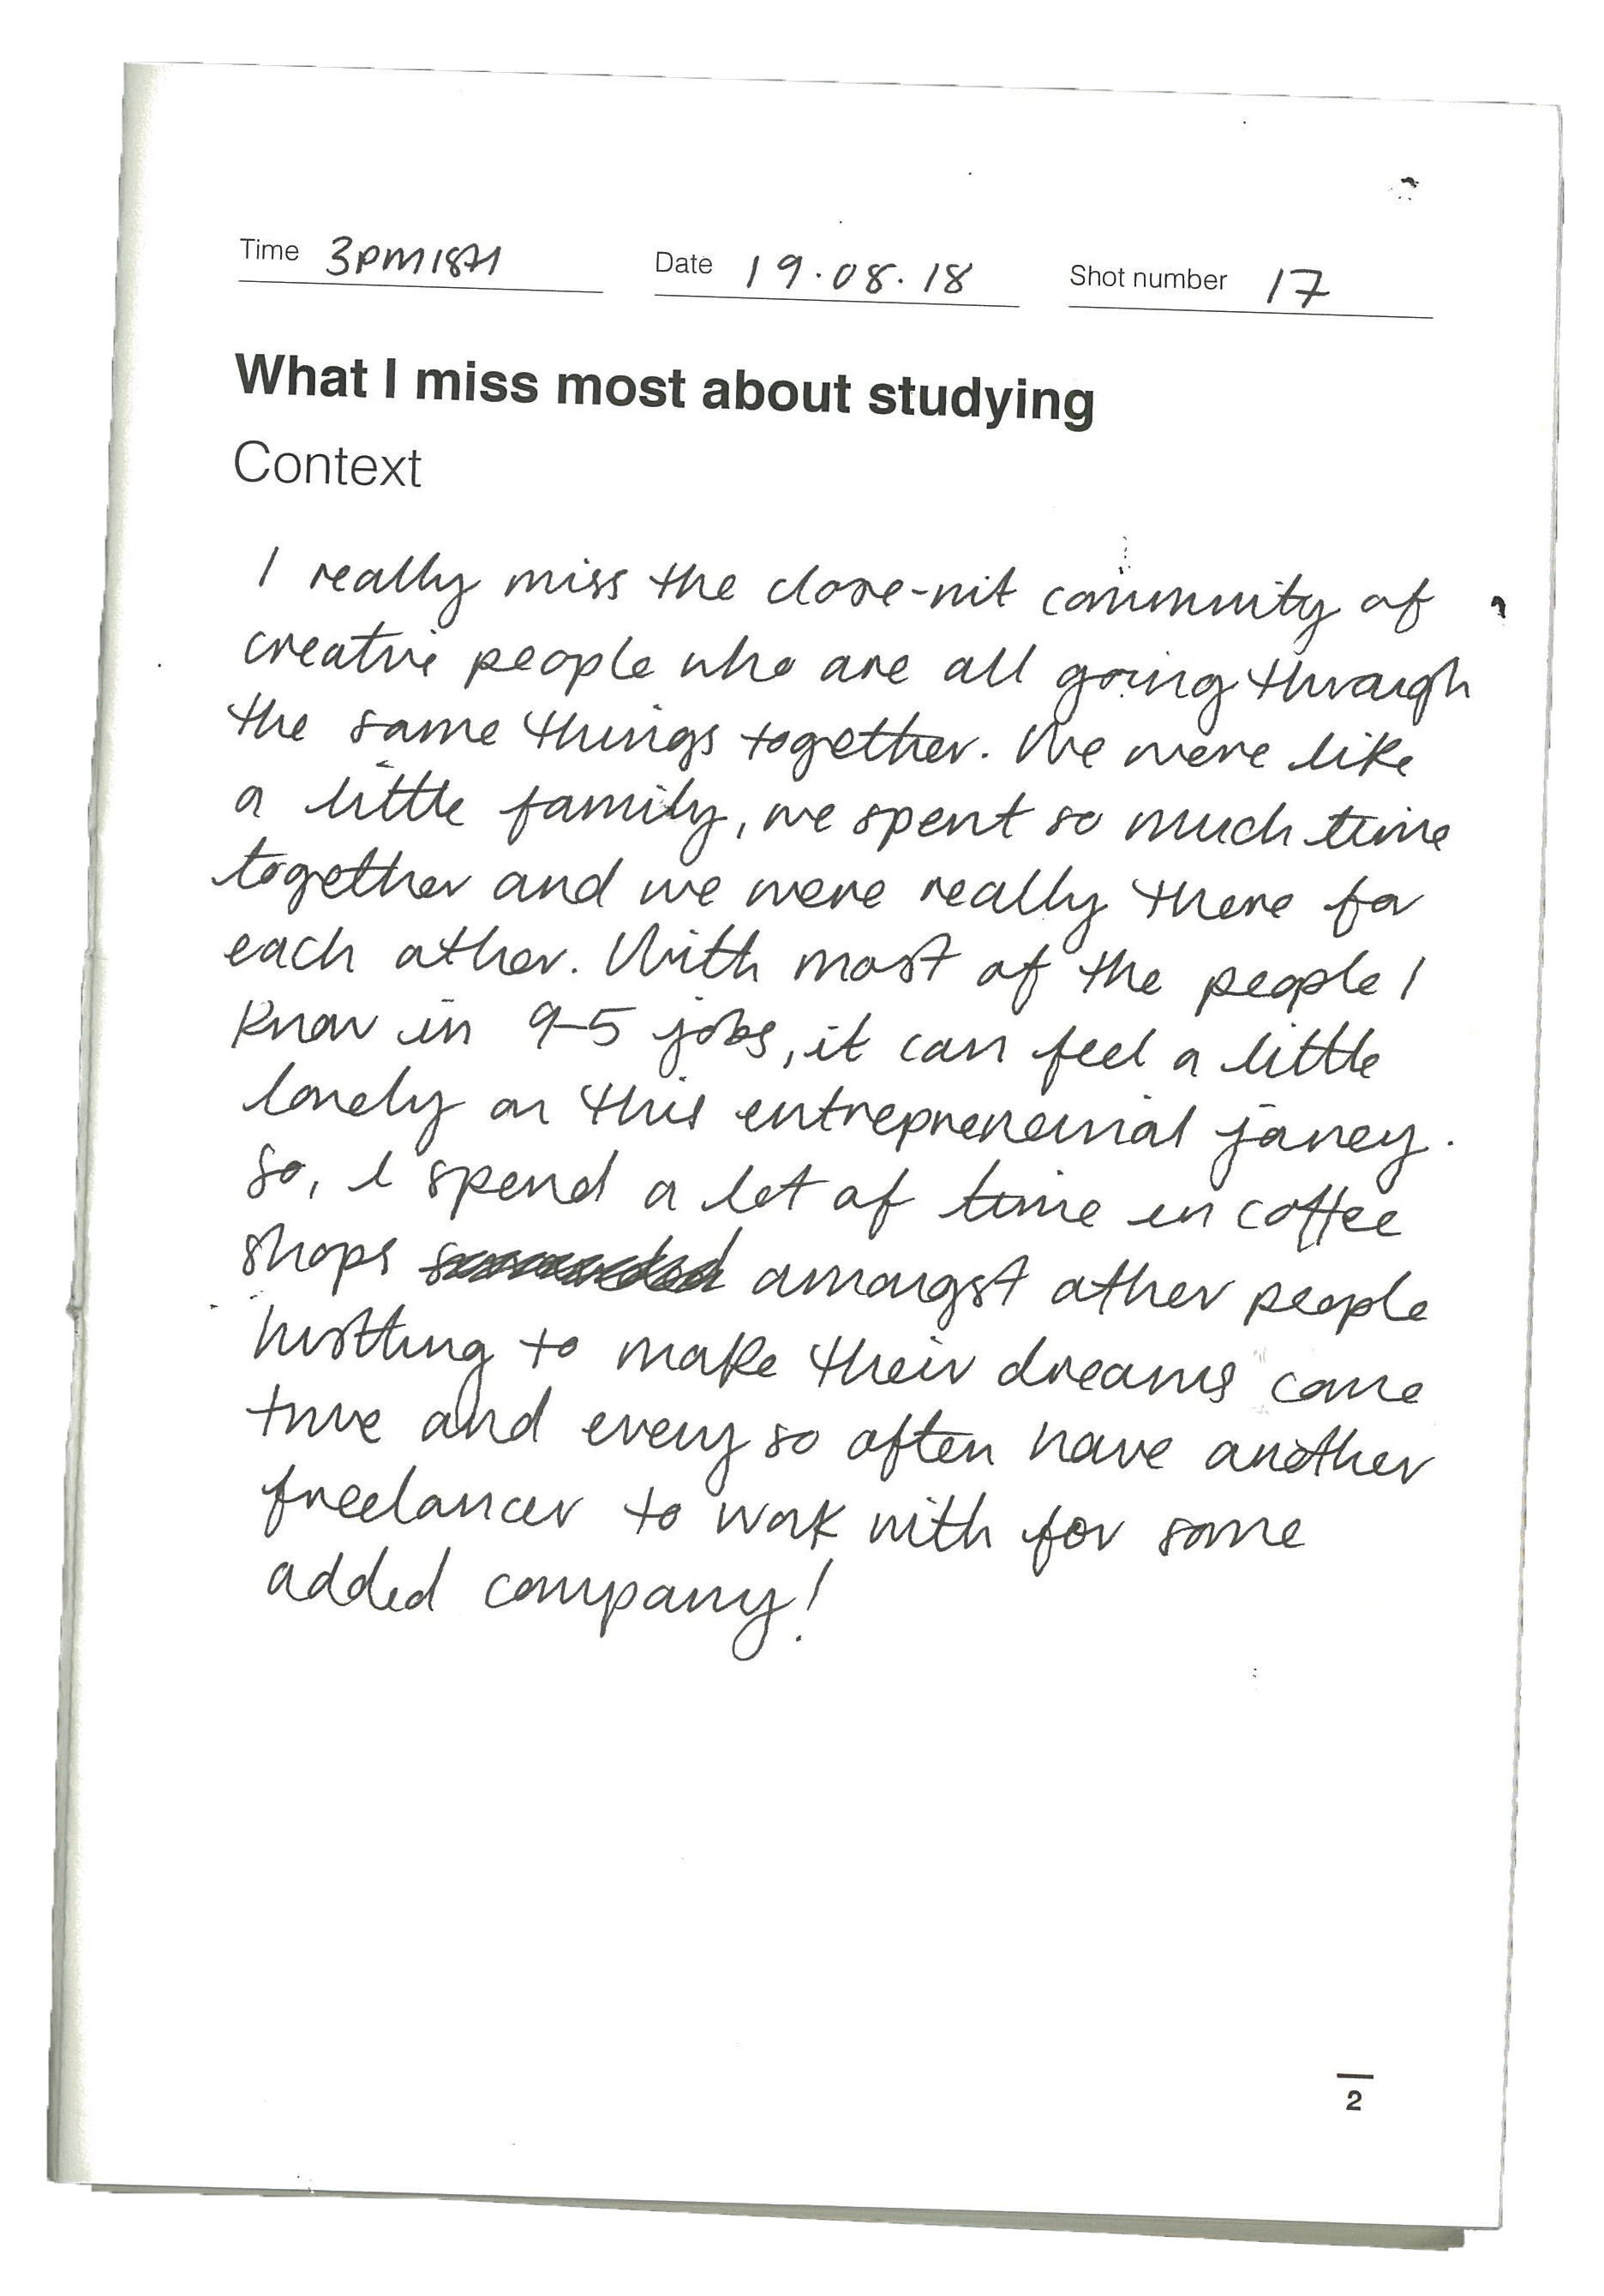 Time 3PMISH Date 19.08.18 Shot number 17
What I miss most about studying
Context
I really miss the close-nit community of
creative people who are all going through
the same things together. We were like
a little family, we spent so much time
together and we were really there for
each other. With most of the people I
know in 9-5 jobs, it can feel a little
lonely on this entrepreneurial joney.
So, I spend a lot of time in coffee
shops amongst other people
hustling to make their dreams come
true and every so often have another
freelancer to work with for some
added company!
2